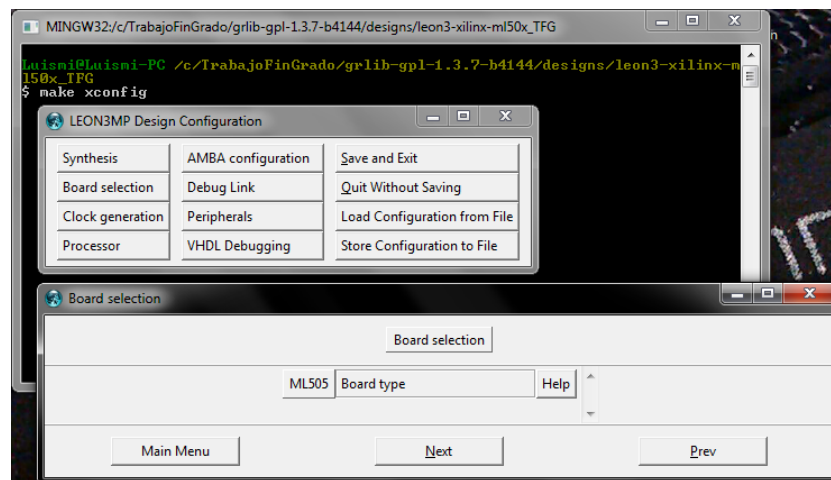 MINGW32:/c/TrabajoFinGrado/grlib-gpl-1.3.7-b4144/designs/leon3-xilinx-ml50x_TFG
Luismi@Luismi-PC /c/TrabajoFinGrado/grlib-gpl-1.3.7-b4144/designs/leon3-xilinx-m
l50x_TFG
$ make xconfig
LEON3MP Design Configuration
Synthesis AMBA configuration Save and Exit
Board selection Debug Link Quit Without Saving
Clock generation Peripherals Load Configuration from File
Processor VHDL Debugging Store Configuration to File
Board selection
Board selection
ML505 Board type Help
Main Menu Next Prev